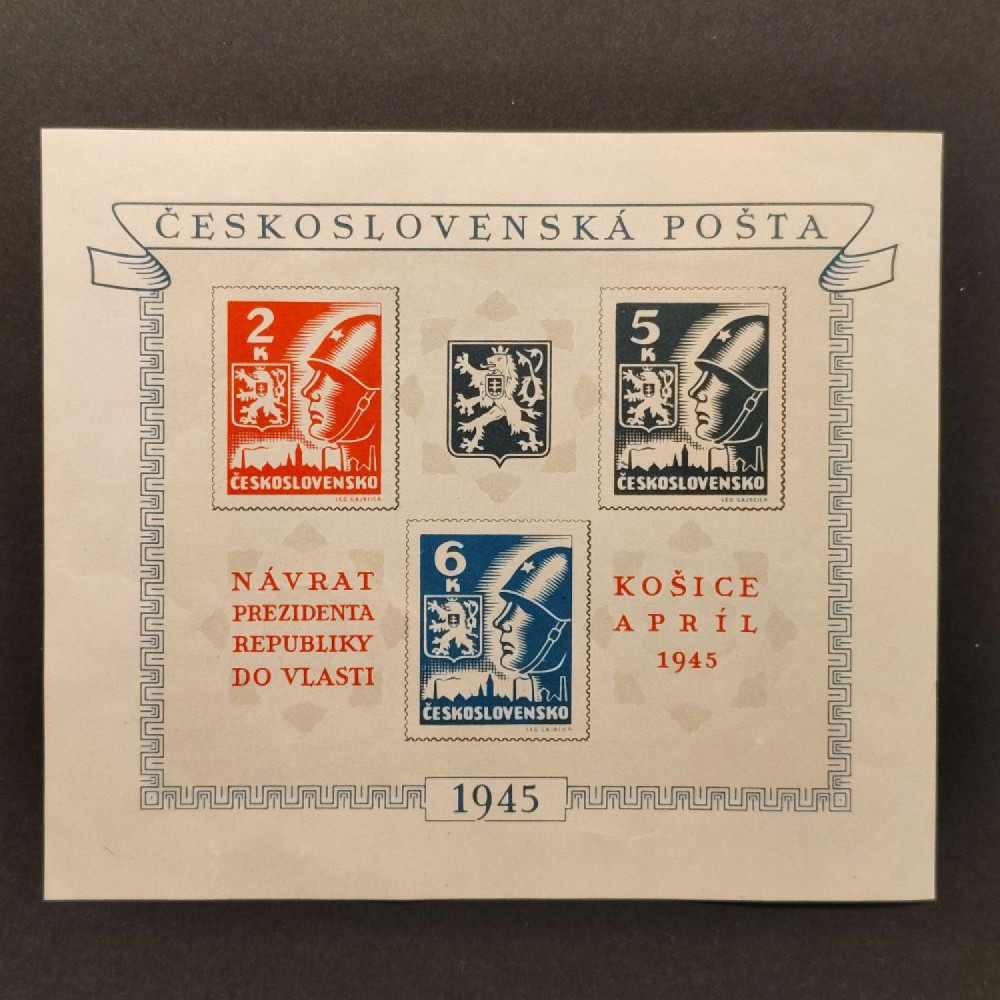 ČESKOSLOVENSKÁ POŠTA
2
K
ČESKOSLOVENSKO
5
K
ČESKOSLOVENSKO
NÁVRAT
PREZIDENTA
REPUBLIKY
DO VLASTI
6
K
ČESKOSLOVENSKO
KOŠICE
APRÍL
1945
1945